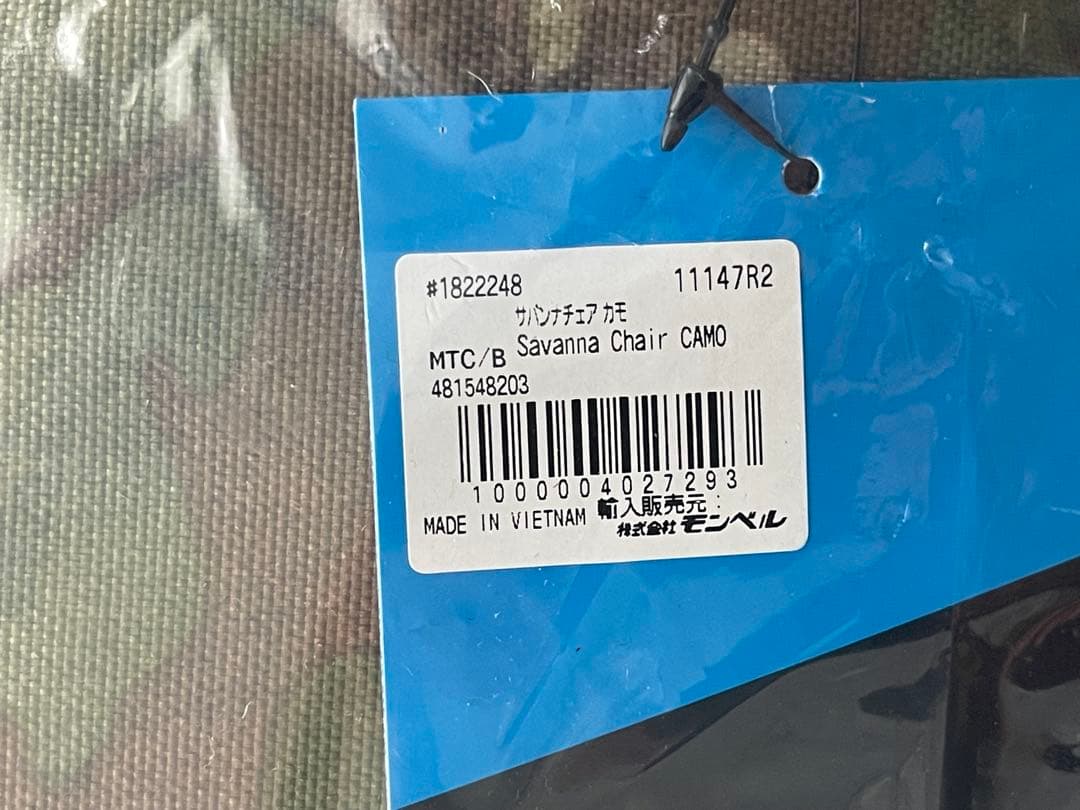 #1822248 11147R2
サバンナチェア カモ
MTC/B Savanna Chair CAMO
481548203
1000004027293
MADE IN VIETNAM 輸入販売元:
株式会社モンベル